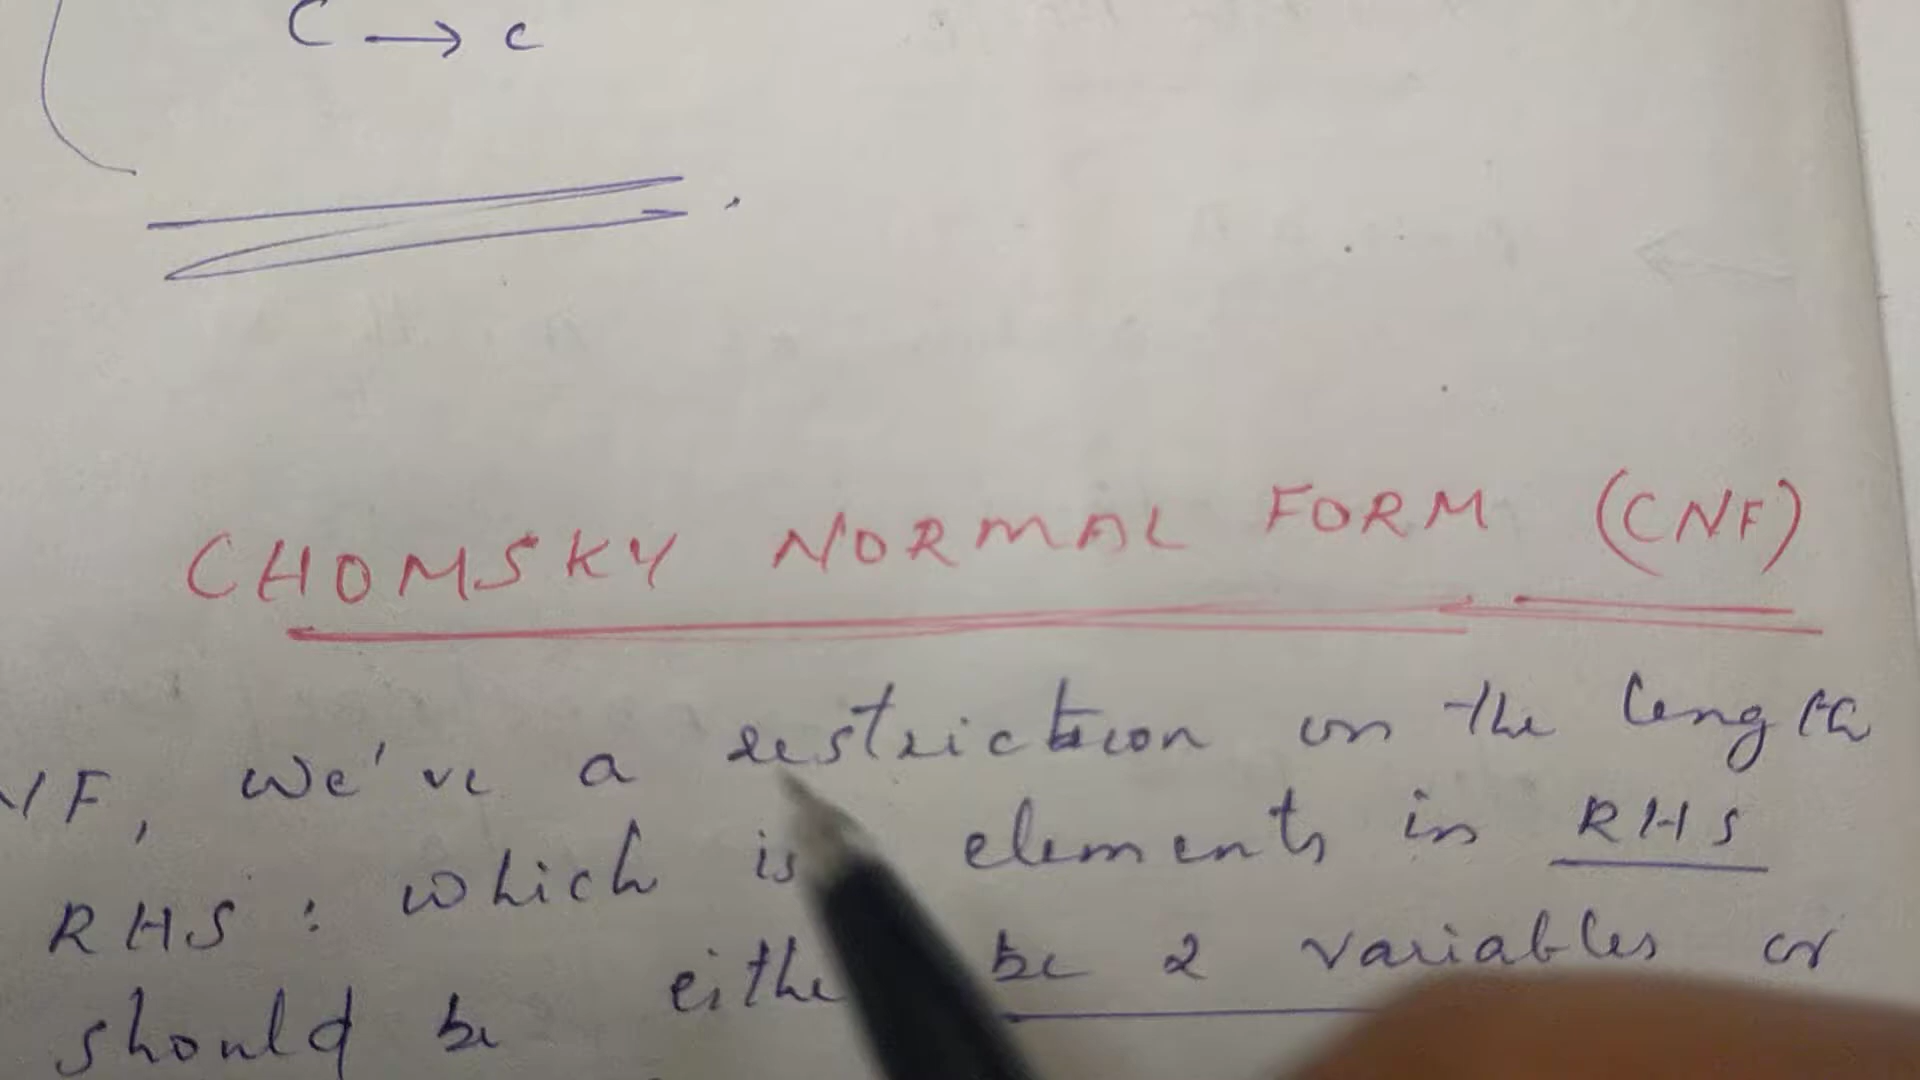 C → c
CHOMSKY NORMAL FORM (CNF)
NF, we've a restriction on the length
RHS : which is elements in RHS
should be either be 2 variables or